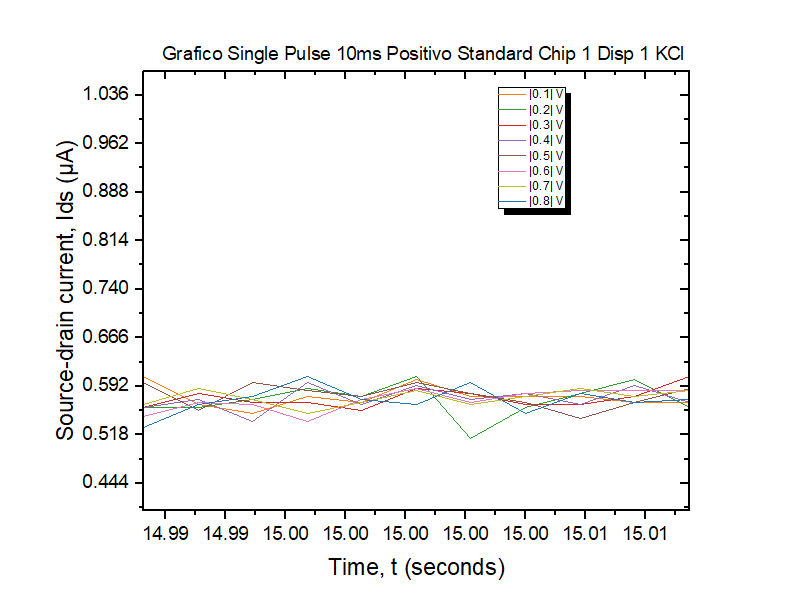 Grafico Single Pulse 10ms Positivo Standard Chip 1 Disp 1 KCl
|0.1| V
|0.2| V
|0.3| V
|0.4| V
|0.5| V
|0.6| V
|0.7| V
|0.8| V
Source-drain current, Ids (µA)
1.036
0.962
0.888
0.814
0.740
0.666
0.592
0.518
0.444
14.99 14.99 15.00 15.00 15.00 15.00 15.00 15.01 15.01
Time, t (seconds)